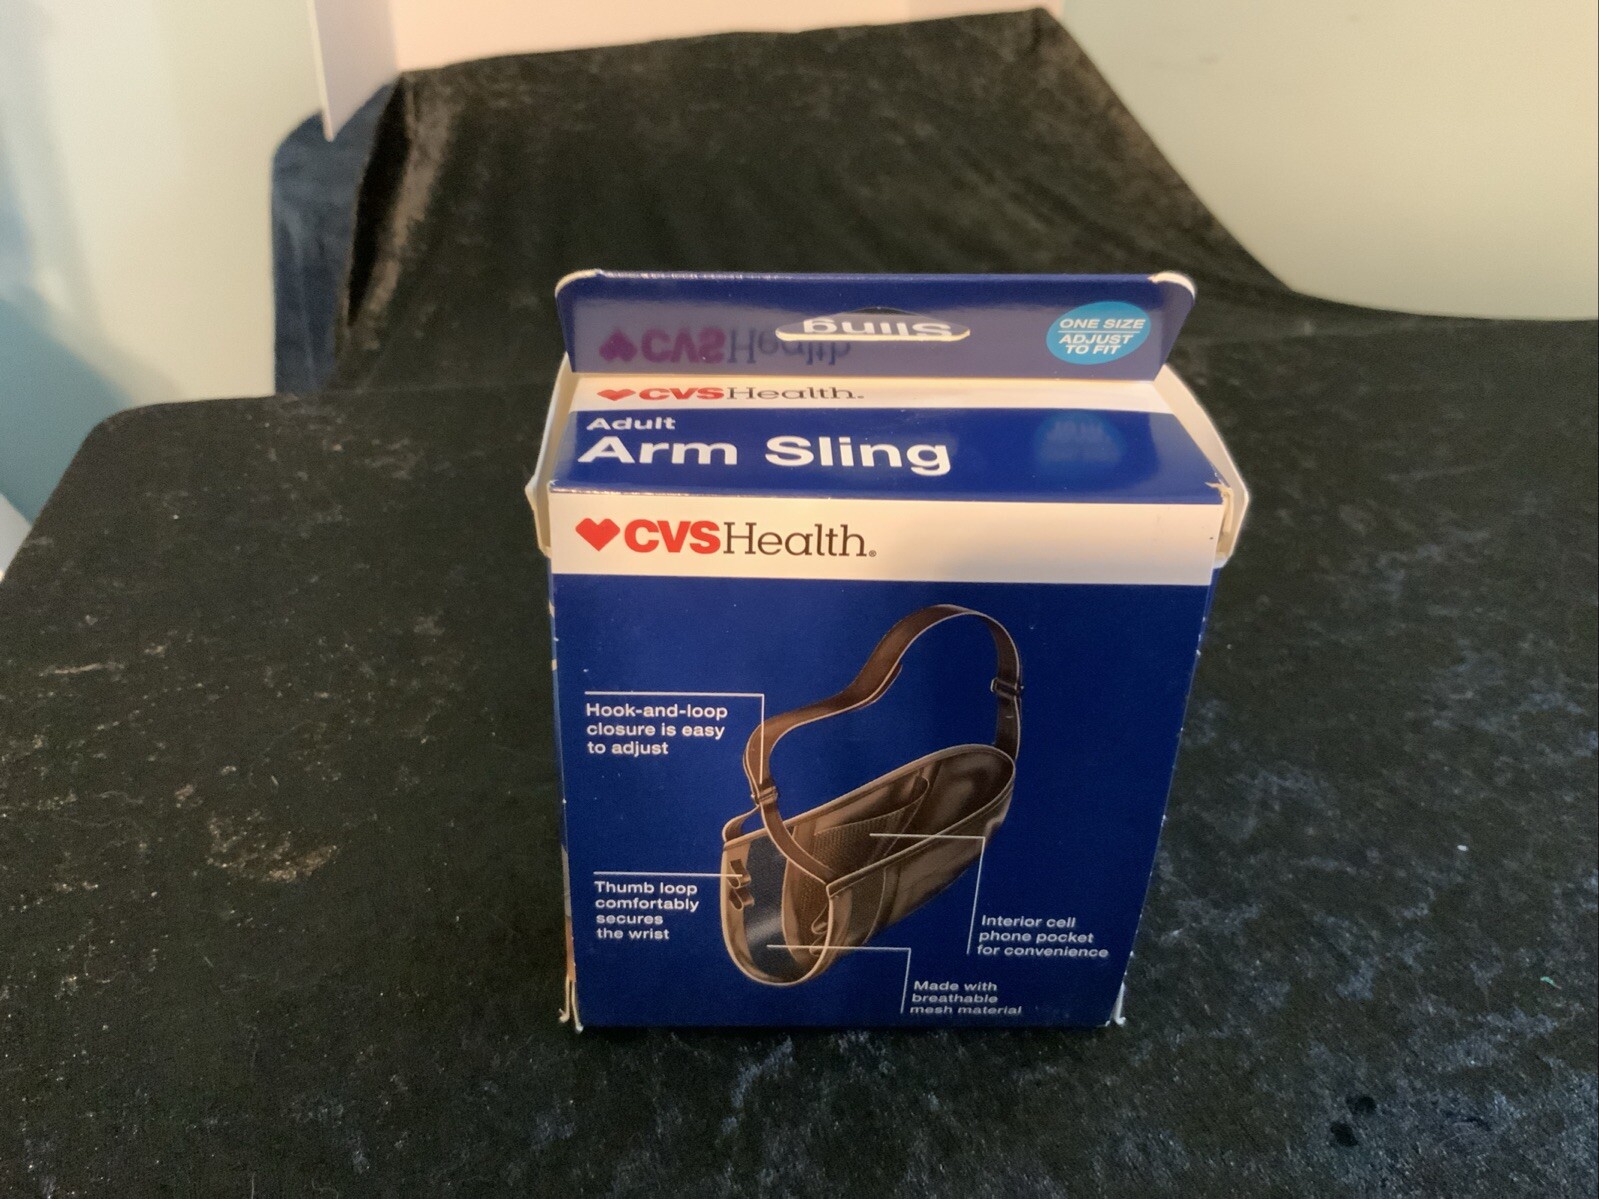 Sling
ONE SIZE
ADJUST
TO FIT
CVSHealth
CVSHealth®
Adult
Arm Sling
CVSHealth®
Hook-and-loop
closure is easy
to adjust
Thumb loop
comfortably
secures
the wrist
Interior cell
phone pocket
for convenience
Made with
breathable
mesh material